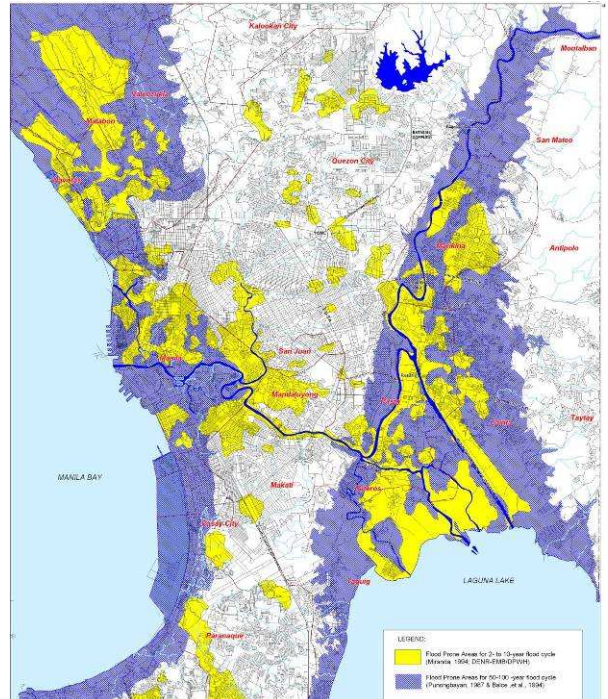 Kalookan City
Montalban
Valenzuela
Malabon
San Mateo
Quezon City
Navotas
Marikina
Antipolo
Manila
San Juan
Mandaluyong
Pasig
Cainta
Taytay
MANILA BAY
Makati
Pateros
Pasay City
Taguig
LAGUNA LAKE
Paranaque
LEGEND:
Flood Prone Areas for 2- to 10-year flood cycle
(Miranda, 1994; DENR-EMB/DPWH)
Flood Prone Areas for 50-100 -year flood cycle
(Punongbayan, 1987 & Balce ,et al., 1994)